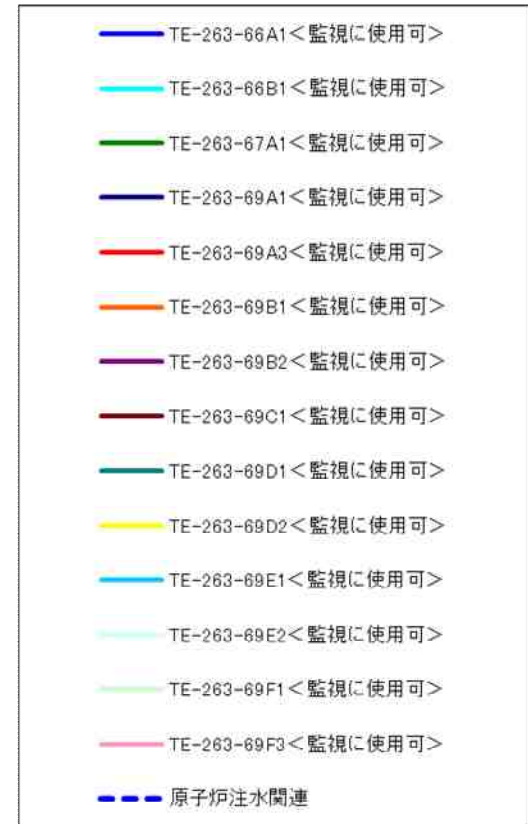 TE-263-66A1＜監視に使用可＞
TE-263-66B1＜監視に使用可＞
TE-263-67A1＜監視に使用可＞
TE-263-69A1＜監視に使用可＞
TE-263-69A3＜監視に使用可＞
TE-263-69B1＜監視に使用可＞
TE-263-69B2＜監視に使用可＞
TE-263-69C1＜監視に使用可＞
TE-263-69D1＜監視に使用可＞
TE-263-69D2＜監視に使用可＞
TE-263-69E1＜監視に使用可＞
TE-263-69E2＜監視に使用可＞
TE-263-69F1＜監視に使用可＞
TE-263-69F3＜監視に使用可＞
原子炉注水関連